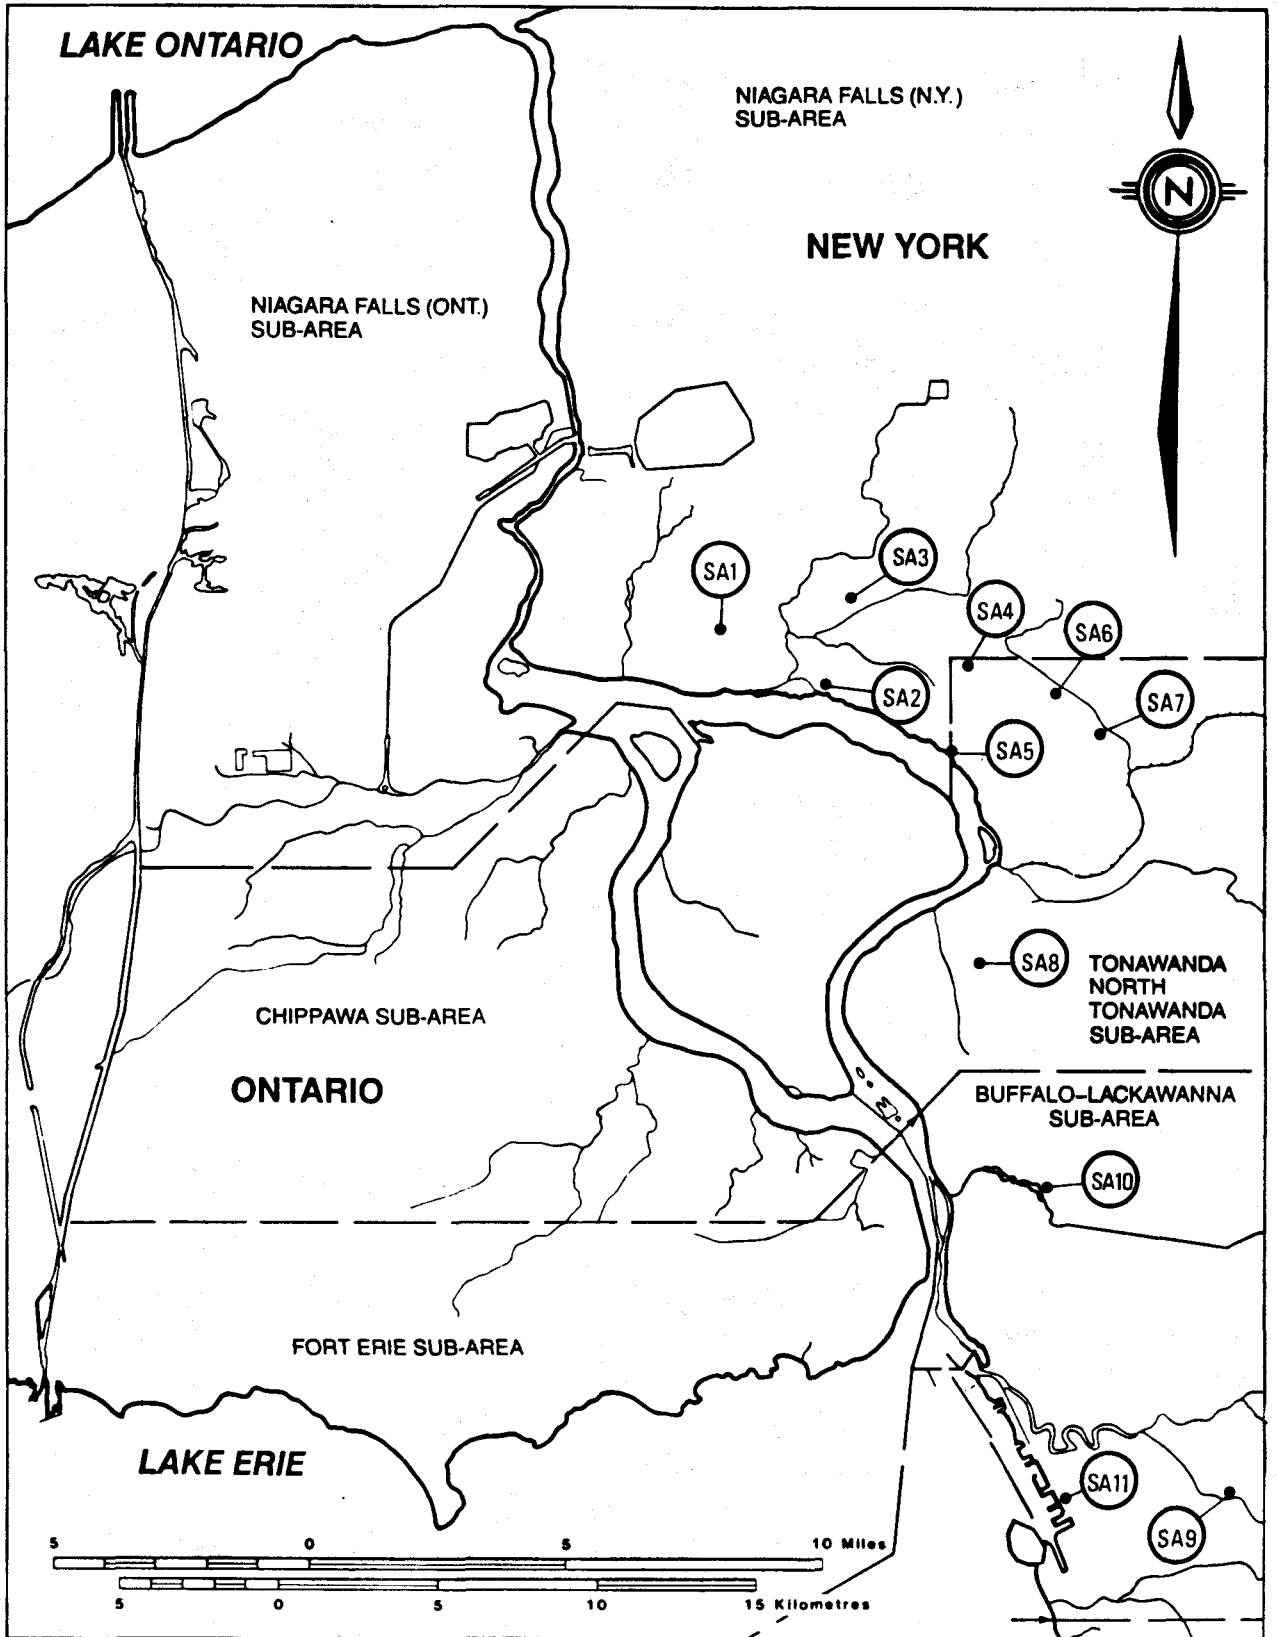 LAKE ONTARIO
NIAGARA FALLS (N.Y.)
SUB-AREA
N
NEW YORK
NIAGARA FALLS (ONT.)
SUB-AREA
SA1
SA3
SA4
SA6
SA2
SA7
SA5
SA8
TONAWANDA
NORTH
TONAWANDA
SUB-AREA
CHIPPAWA SUB-AREA
ONTARIO
BUFFALO-LACKAWANNA
SUB-AREA
SA10
FORT ERIE SUB-AREA
LAKE ERIE
SA11
SA9
5 0 5 10 Miles
5 0 5 10 15 Kilometres